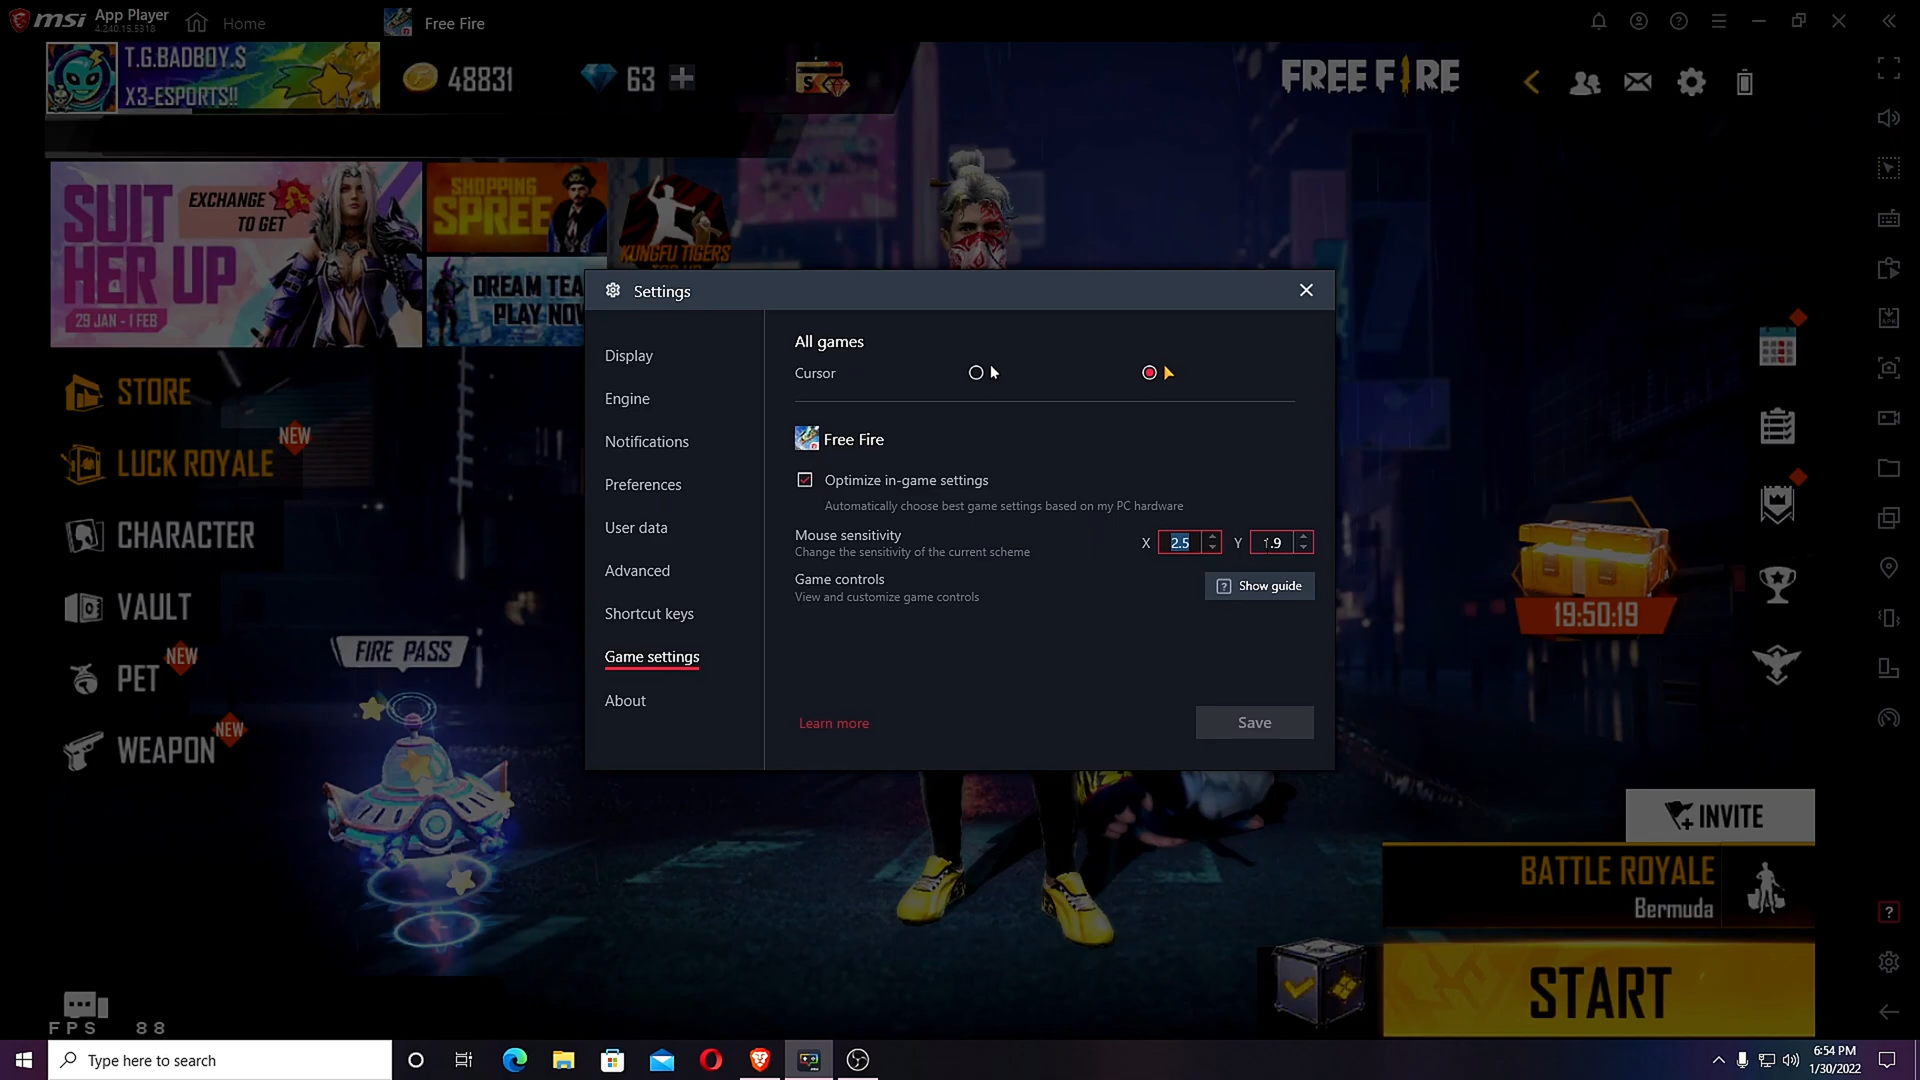 msi App Player
4.240.15.5318
Home
Free Fire
T.G.BADBOY.$
X3-ESPORTS!!
48831
63
FREE FIRE
SUIT
HER UP
EXCHANGE
TO GET
29 JAN - 1 FEB
SHOPPING
SPREE
KUNGFU TIGERS
DREAM TEA
PLAY NOW
STORE
NEW
LUCK ROYALE
CHARACTER
VAULT
NEW
PET
NEW
WEAPON
FIRE PASS
Settings
Display
Engine
Notifications
Preferences
User data
Advanced
Shortcut keys
Game settings
About
All games
Cursor
Free Fire
Optimize in-game settings
Automatically choose best game settings based on my PC hardware
Mouse sensitivity
Change the sensitivity of the current scheme
X 2.5 Y 1.9
Game controls
View and customize game controls
Show guide
Learn more
Save
19:50:19
INVITE
BATTLE ROYALE
Bermuda
START
FPS 88
Type here to search
6:54 PM
1/30/2022